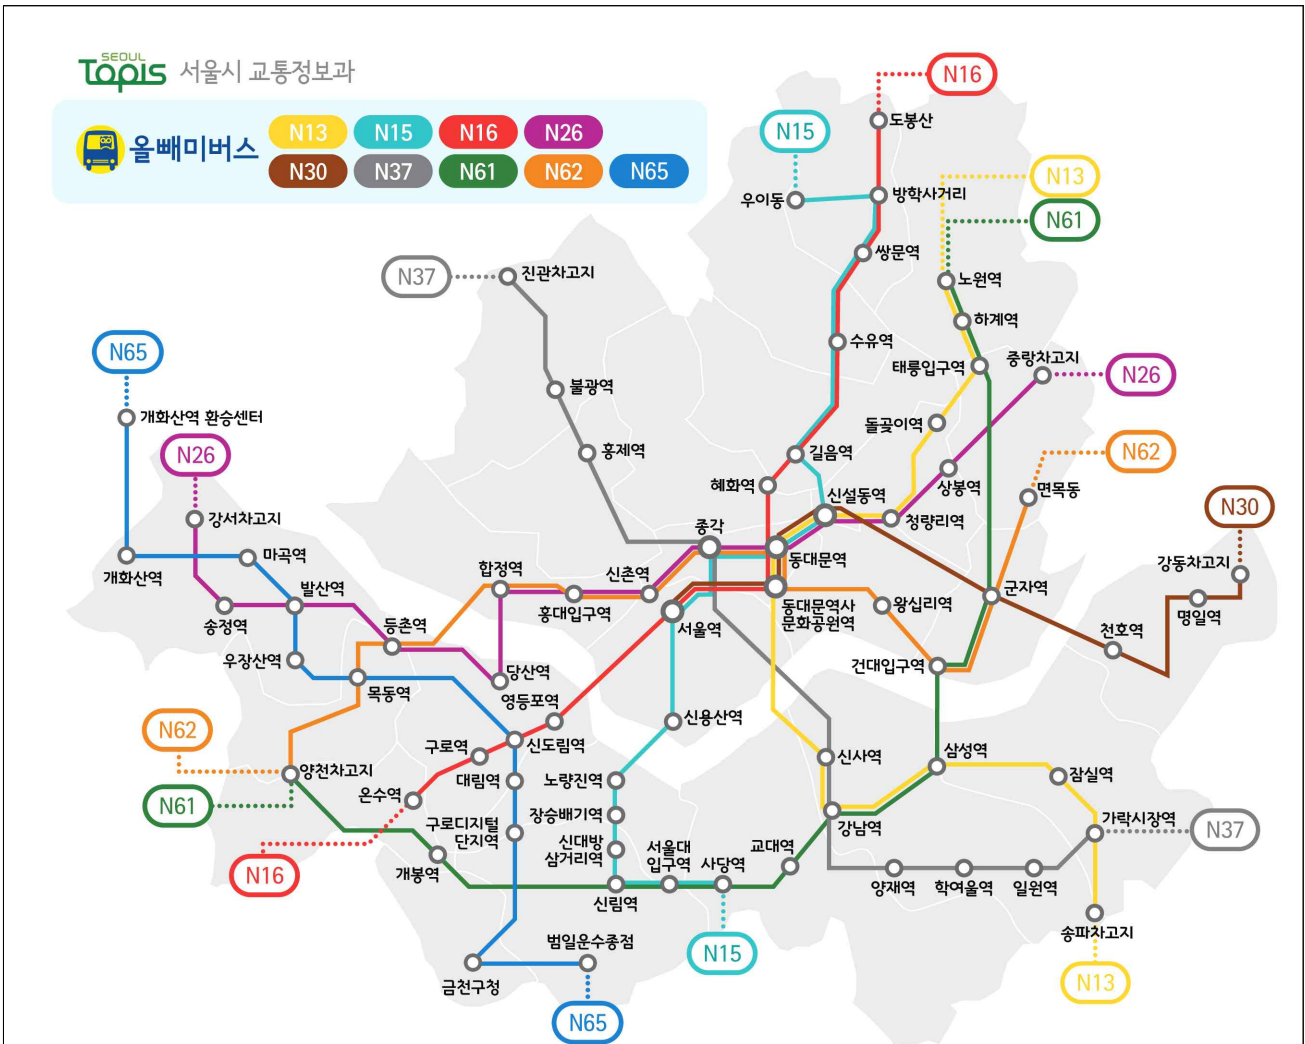 SEOUL
Topis 서울시 교통정보과
올빼미버스
N13 N15 N16 N26
N30 N37 N61 N62 N65
N16
도봉산
N15
우이동
방학사거리
N13
N61
쌍문역
N37
진관차고지
노원역
하계역
수유역
태릉입구역
중랑차고지
N26
N65
개화산역 환승센터
불광역
돌곶이역
N62
N26
홍제역
길음역
상봉역
면목동
혜화역
신설동역
청량리역
N30
강서차고지
종각
동대문역
개화산역
마곡역
합정역
신촌역
군자역
강동차고지
발산역
홍대입구역
서울역
동대문역사
문화공원역
왕십리역
명일역
송정역
등촌역
천호역
우장산역
당산역
건대입구역
목동역
영등포역
신용산역
N62
구로역
신도림역
신사역
삼성역
양천차고지
대림역
노량진역
잠실역
N61
온수역
장승배기역
강남역
가락시장역
N37
구로디지털
단지역
신대방
삼거리역
서울대
입구역
사당역
교대역
N16
개봉역
신림역
양재역
학여울역
일원역
송파차고지
범일운수종점
N15
금천구청
N13
N65